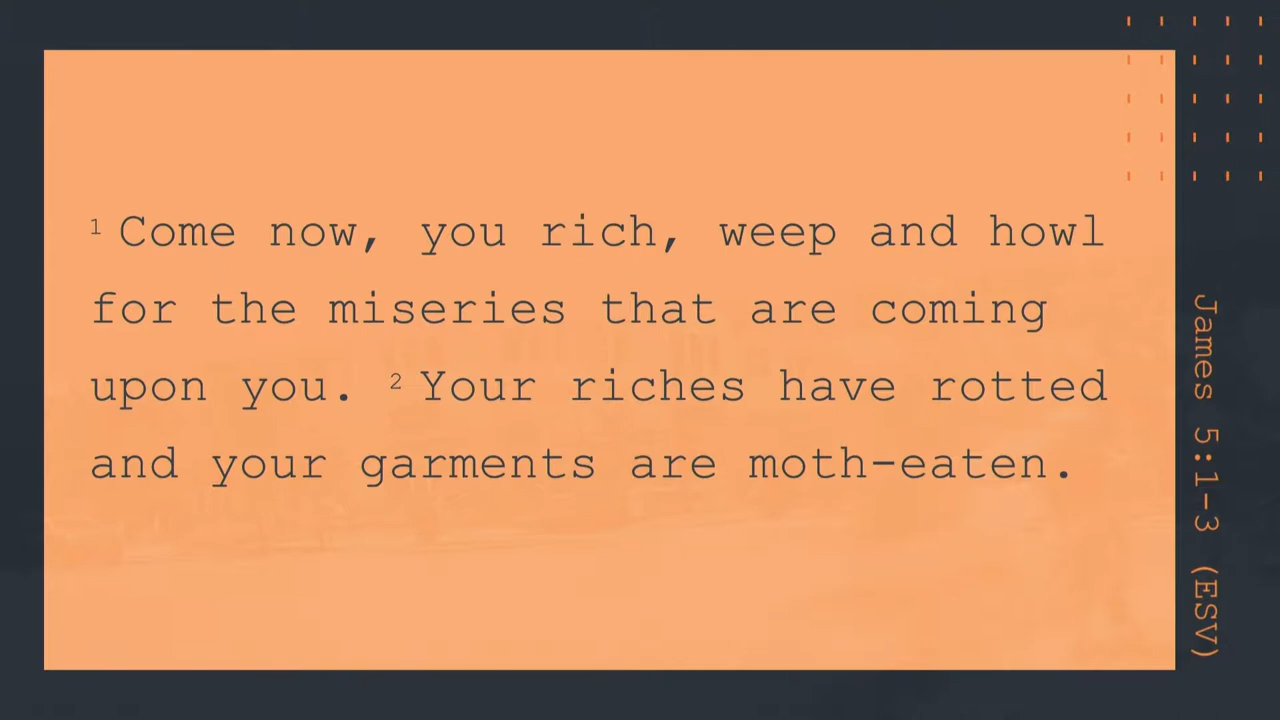 1 Come now, you rich, weep and howl
for the miseries that are coming
upon you. 2 Your riches have rotted
and your garments are moth-eaten.
James 5:1-3 (ESV)